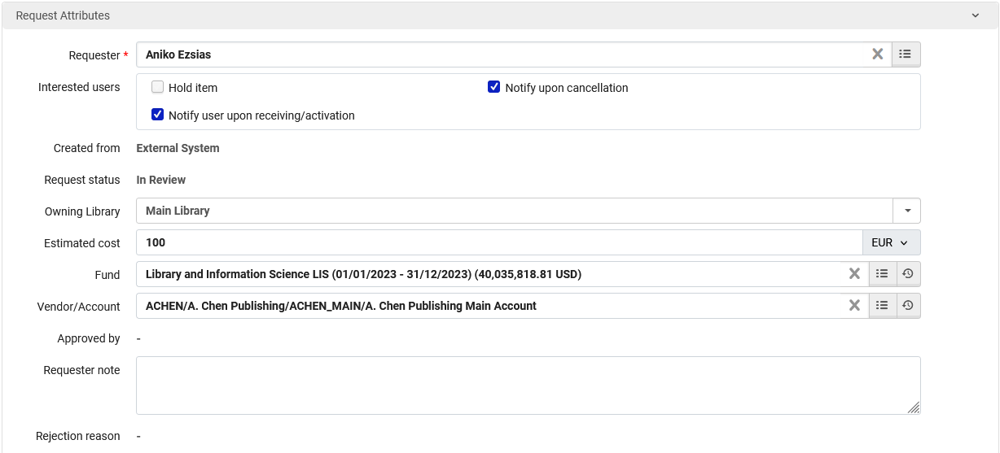 Request Attributes
Requester * Aniko Ezsias
Interested users Hold item Notify upon cancellation
Notify user upon receiving/activation
Created from External System
Request status In Review
Owning Library Main Library
Estimated cost 100 EUR
Fund Library and Information Science LIS (01/01/2023 - 31/12/2023) (40,035,818.81 USD)
Vendor/Account ACHEN/A. Chen Publishing/ACHEN_MAIN/A. Chen Publishing Main Account
Approved by -
Requester note
Rejection reason -